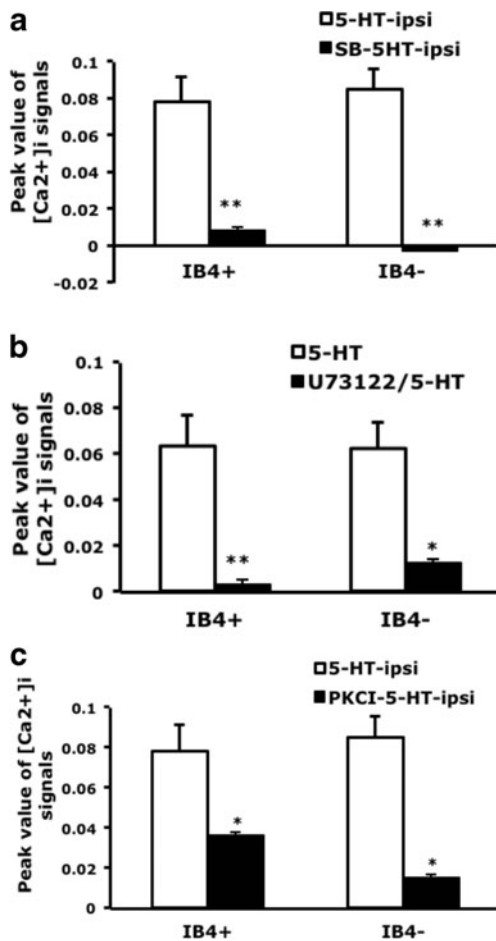 a
5-HT-ipsi
SB-5HT-ipsi
Peak value of
[Ca2+]i signals
0.1
0.08
0.06
0.04
0.02
0
-0.02
**
**
IB4+
IB4-
b
5-HT
U73122/5-HT
Peak value of
[Ca2+]i signals
0.1
0.08
0.06
0.04
0.02
0
**
*
IB4+
IB4-
c
5-HT-ipsi
PKCI-5-HT-ipsi
Peak value of [Ca2+]i
signals
0.1
0.08
0.06
0.04
0.02
0
*
*
IB4+
IB4-